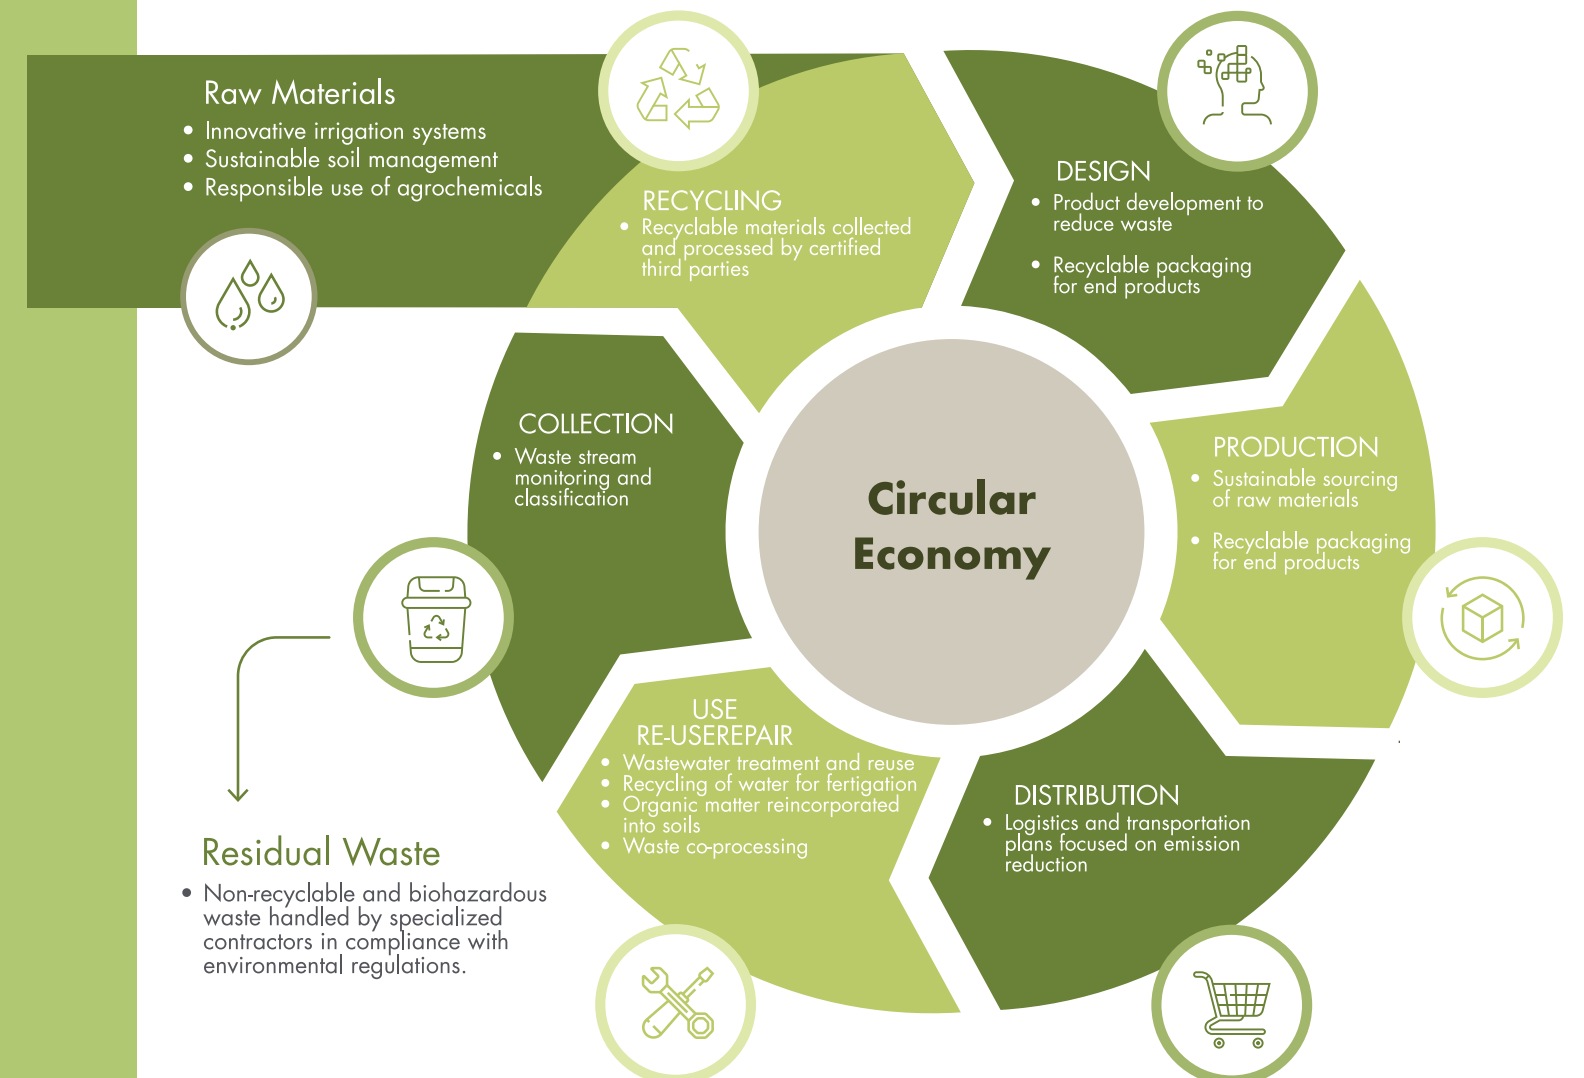 Raw Materials
• Innovative irrigation systems
• Sustainable soil management
• Responsible use of agrochemicals
RECYCLING
• Recyclable materials collected
and processed by certified
third parties
DESIGN
• Product development to
reduce waste
• Recyclable packaging
for end products
PRODUCTION
• Sustainable sourcing
of raw materials
• Recyclable packaging
for end products
DISTRIBUTION
• Logistics and transportation
plans focused on emission
reduction
USE
RE-USEREPAIR
• Wastewater treatment and reuse
• Recycling of water for fertigation
• Organic matter reincorporated
into soils
• Waste co-processing
COLLECTION
• Waste stream
monitoring and
classification
Circular
Economy
Residual Waste
• Non-recyclable and biohazardous
waste handled by specialized
contractors in compliance with
environmental regulations.